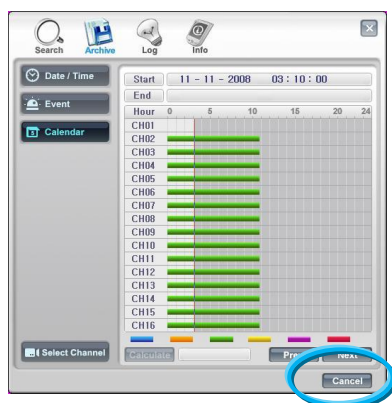 Search Archive Log Info
Date / Time
Event
Calendar
Select Channel
Start 11 - 11 - 2008 03 : 10 : 00
End
Hour 0 5 10 15 20 24
CH01
CH02
CH03
CH04
CH05
CH06
CH07
CH08
CH09
CH10
CH11
CH12
CH13
CH14
CH15
CH16
Calculate Next
Cancel